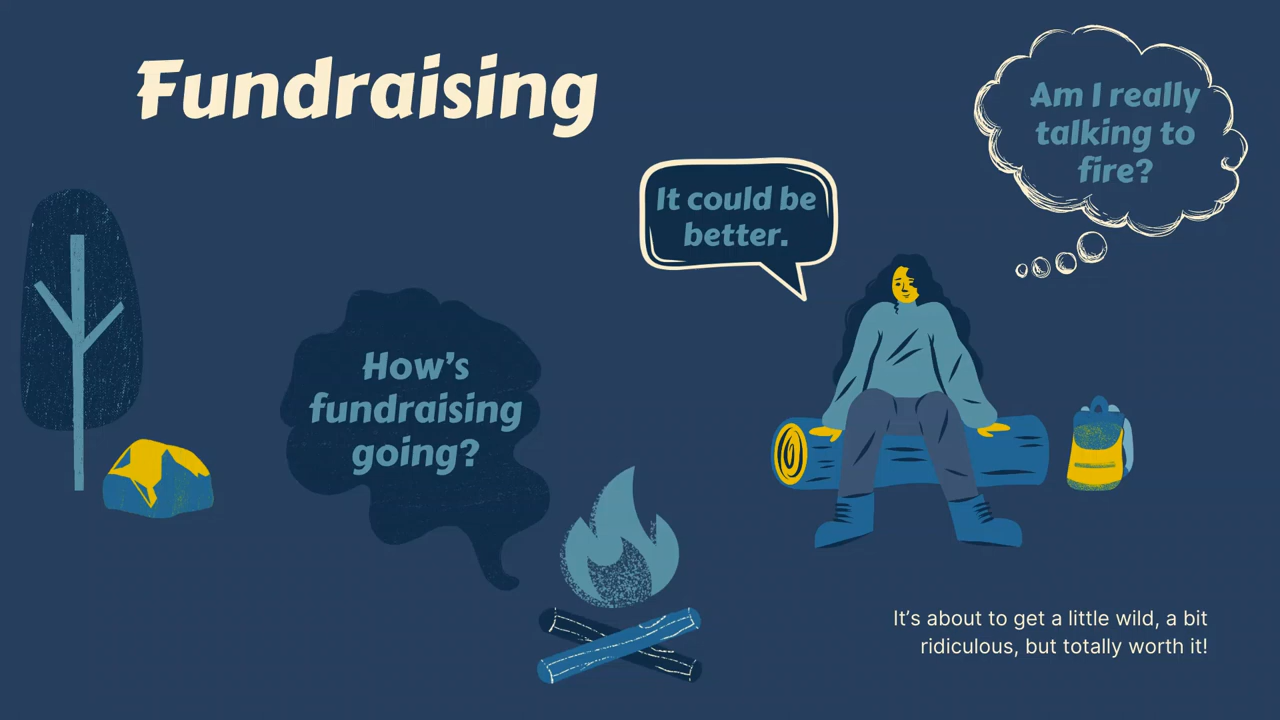 Fundraising
How's
fundraising
going?
It could be
better.
Am I really
talking to
fire?
It's about to get a little wild, a bit
ridiculous, but totally worth it!